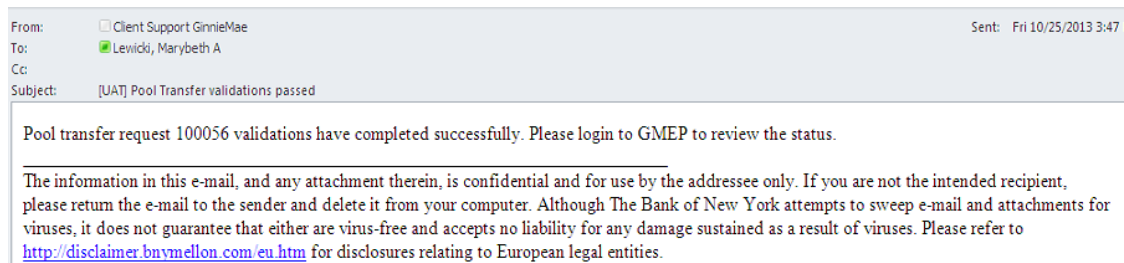 From: Client Support GinnieMae Sent: Fri 10/25/2013 3:47
To: Lewicki, Marybeth A
Cc:
Subject: [UAT] Pool Transfer validations passed
Pool transfer request 100056 validations have completed successfully. Please login to GMEP to review the status.
The information in this e-mail, and any attachment therein, is confidential and for use by the addressee only. If you are not the intended recipient,
please return the e-mail to the sender and delete it from your computer. Although The Bank of New York attempts to sweep e-mail and attachments for
viruses, it does not guarantee that either are virus-free and accepts no liability for any damage sustained as a result of viruses. Please refer to
http://disclaimer.bnymellon.com/eu.htm for disclosures relating to European legal entities.